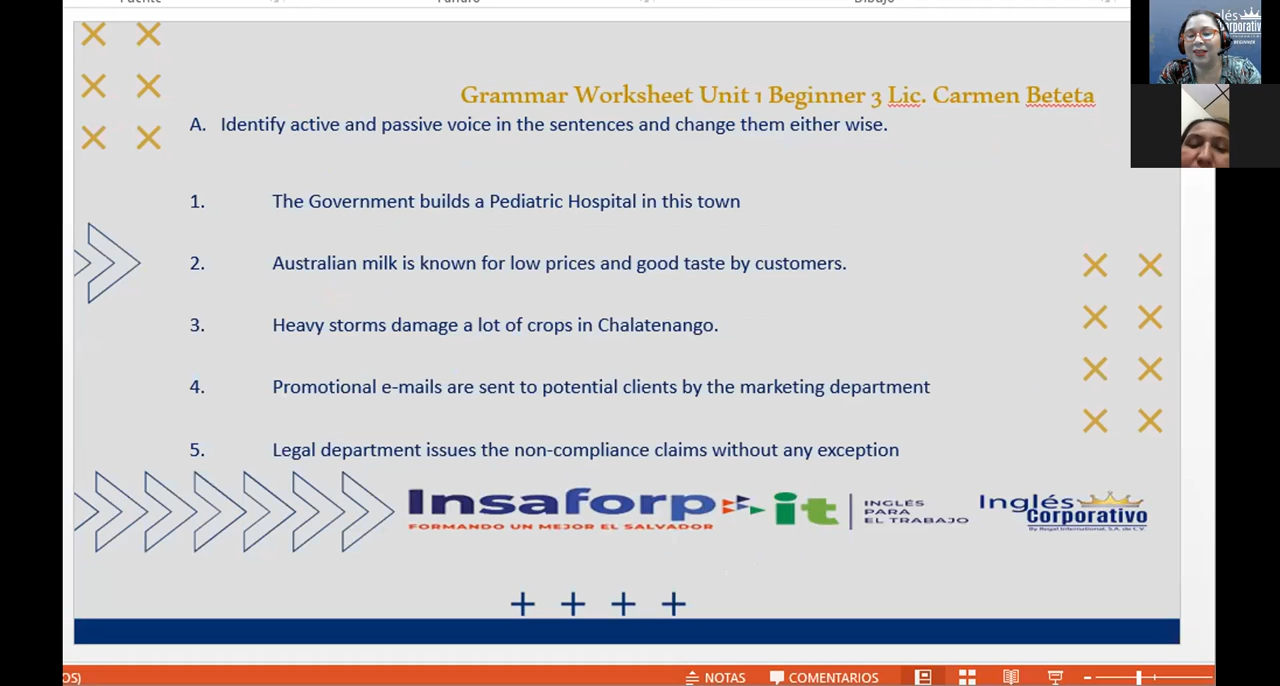 Grammar Worksheet Unit 1 Beginner 3 Lic. Carmen Beteta
A. Identify active and passive voice in the sentences and change them either wise.
1. The Government builds a Pediatric Hospital in this town
2. Australian milk is known for low prices and good taste by customers.
3. Heavy storms damage a lot of crops in Chalatenango.
4. Promotional e-mails are sent to potential clients by the marketing department
5. Legal department issues the non-compliance claims without any exception
Insaforp
FORMANDO UN MEJOR EL SALVADOR
it
INGLÉS
PARA
EL TRABAJO
Inglés
Corporativo
By Regal International, S.A. de C.V.
NOTAS
COMENTARIOS